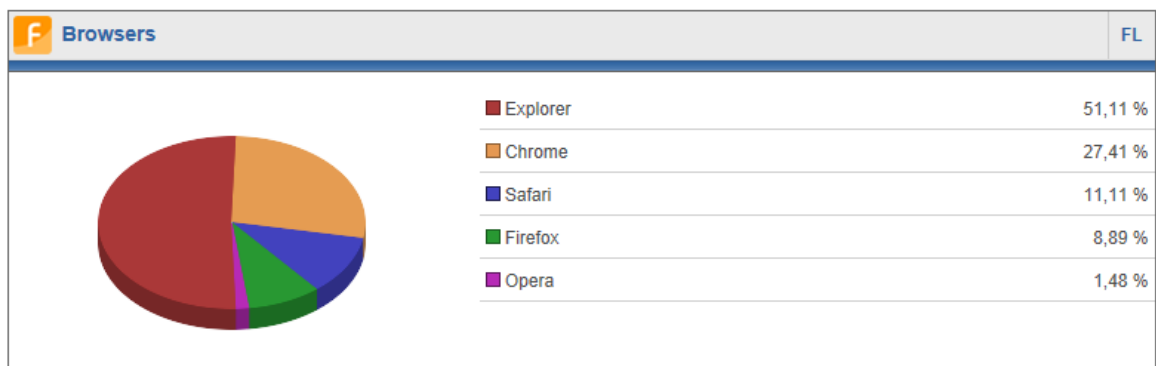 Browsers FL
Explorer 51,11 %
Chrome 27,41 %
Safari 11,11 %
Firefox 8,89 %
Opera 1,48 %